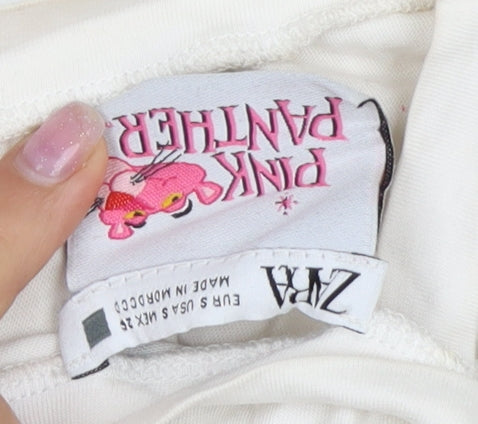 PINK
PANTHER
ZARA
EUR S USA S MEX 26
MADE IN MOROCCO